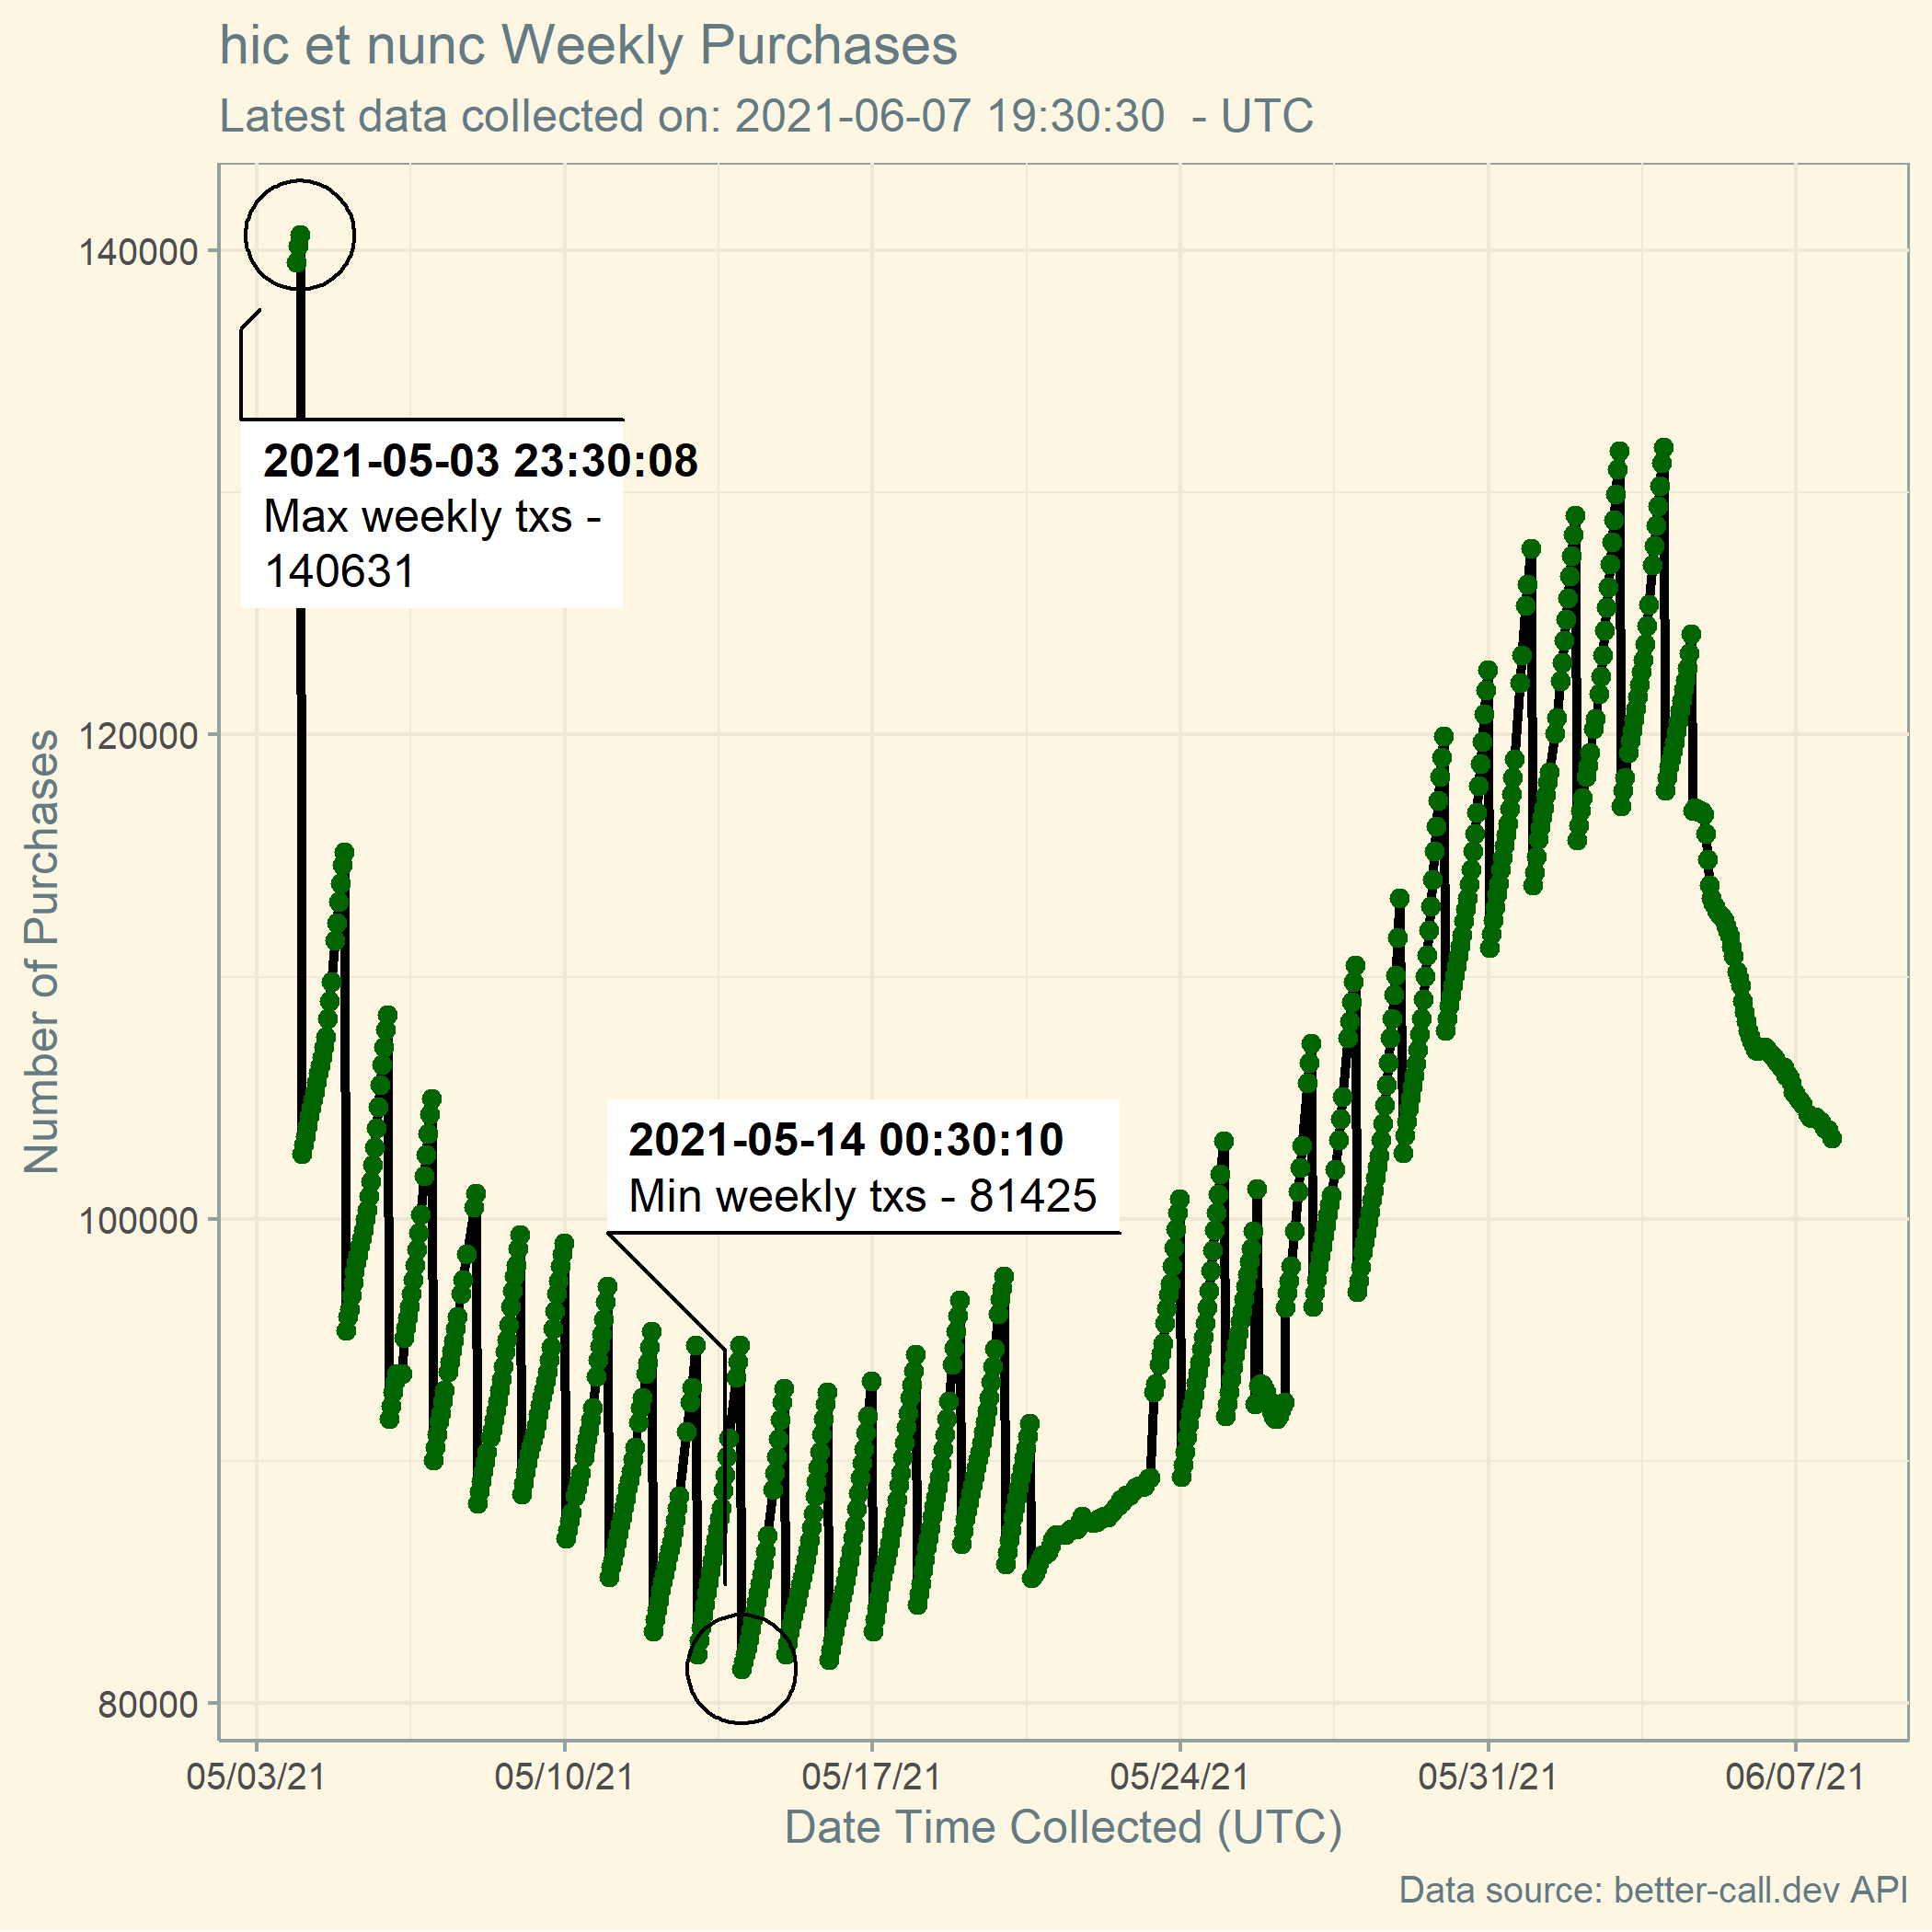 hic et nunc Weekly Purchases
Latest data collected on: 2021-06-07 19:30:30  - UTC
140000
120000
100000
80000
Number of Purchases
2021-05-03 23:30:08
Max weekly txs -
140631
2021-05-14 00:30:10
Min weekly txs - 81425
05/03/21 05/10/21 05/17/21 05/24/21 05/31/21 06/07/21
Date Time Collected (UTC)
Data source: better-call.dev API